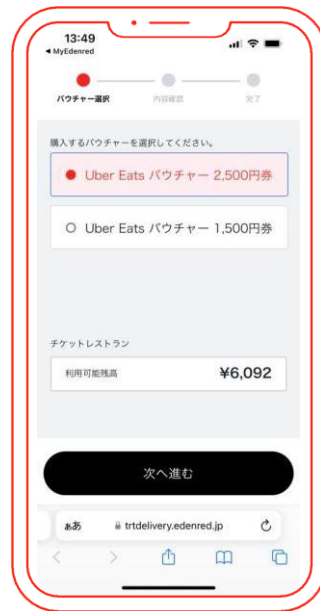 13:49
◀ MyEdenred
バウチャー選択 内容確認 完了
購入するバウチャーを選択してください。
Uber Eats バウチャー 2,500円券
Uber Eats バウチャー 1,500円券
チケットレストラン
利用可能残高 ¥6,092
次へ進む
ぁあ trtdelivery.edenred.jp